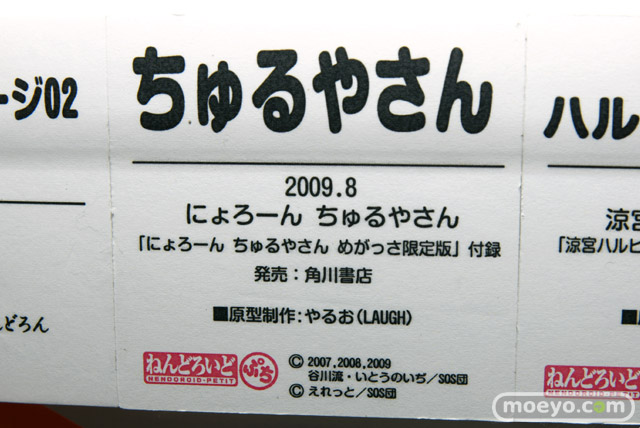 ージ02
ちゅるやさん
ハル
2009.8
にょろーん ちゅるやさん
「にょろーん ちゅるやさん めがっさ限定版」付録
発売：角川書店
■原型制作：やるお(LAUGH)
ねんどろいど ぷち
NENDOROID-PETIT
© 2007,2008,2009
谷川流・いとうのいぢ／SOS団
© えれっと／SOS団
んどろん
涼宮
「涼宮ハルヒ
■
ねんどろいど
NENDOROID-PETIT
moeyo.com